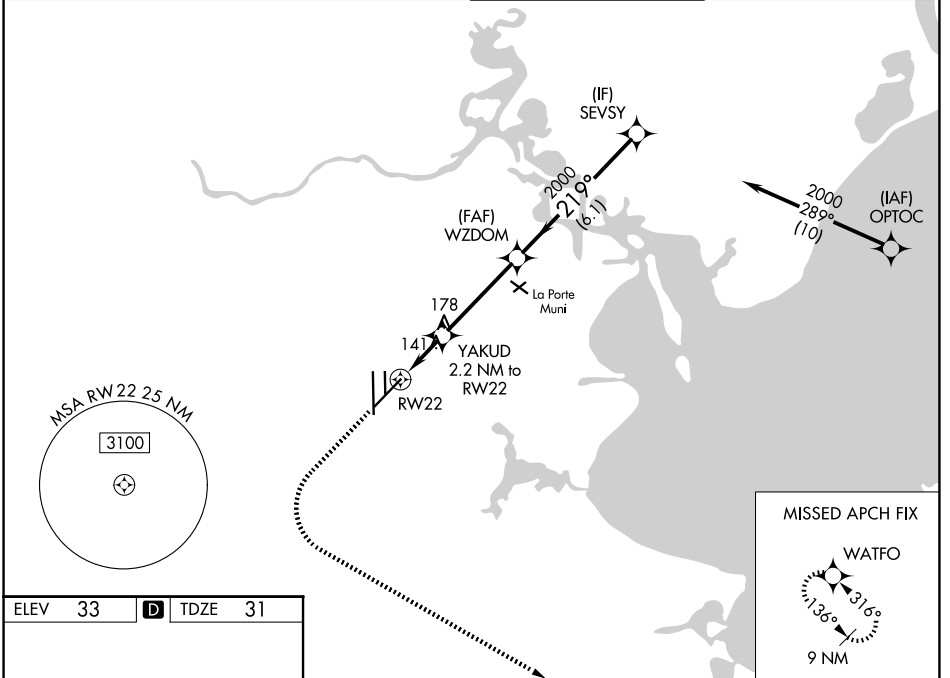 (IF)
SEVSY
2000
219°
(6.1)
2000
289°
(10)
(IAF)
OPTOC
(FAF)
WZDOM
La Porte
Muni
178
141
YAKUD
2.2 NM to
RW22
RW22
MSA RW22 25 NM
3100
MISSED APCH FIX
WATFO
316°
136°
9 NM
ELEV 33 D TDZE 31